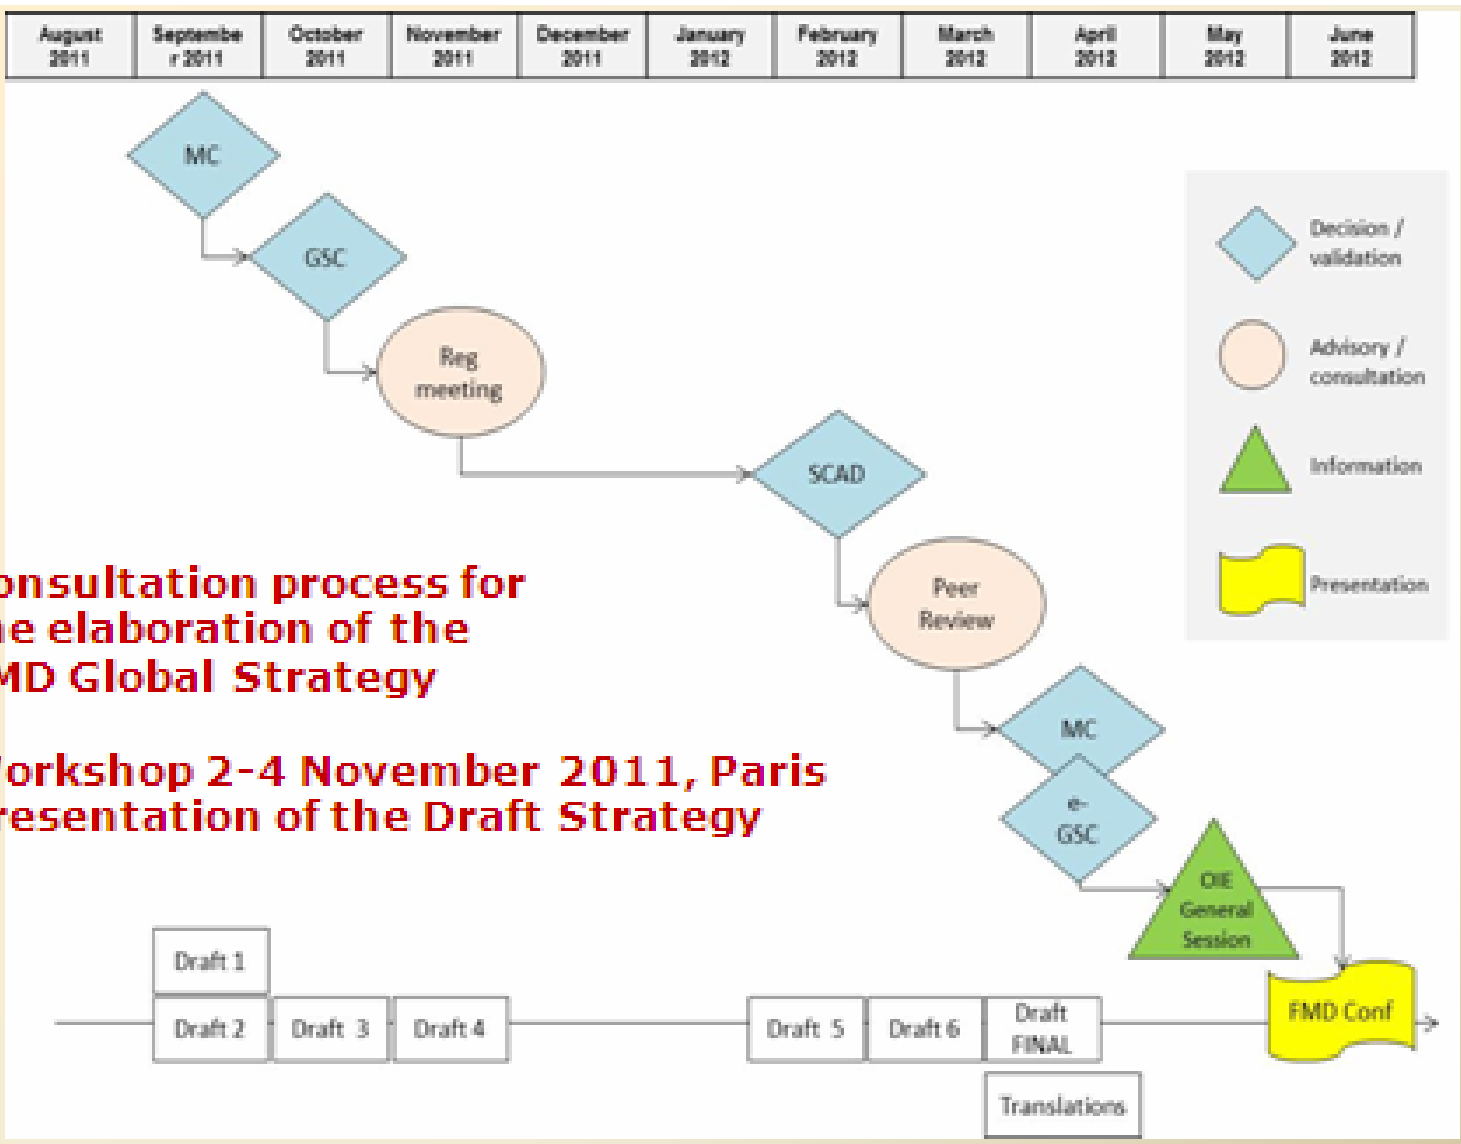 August
2011
Septembe
r 2011
October
2011
November
2011
December
2011
January
2012
February
2012
March
2012
April
2012
May
2012
June
2012
MC
GSC
Reg
meeting
SCAD
Peer
Review
MC
e-
GSC
OIE
General
Session
FMD Conf
Decision /
validation
Advisory /
consultation
Information
Presentation
onsultation process for
e elaboration of the
MD Global Strategy
orkshop 2-4 November 2011, Paris
resentation of the Draft Strategy
Draft 1
Draft 2
Draft 3
Draft 4
Draft 5
Draft 6
Draft
FINAL
Translations